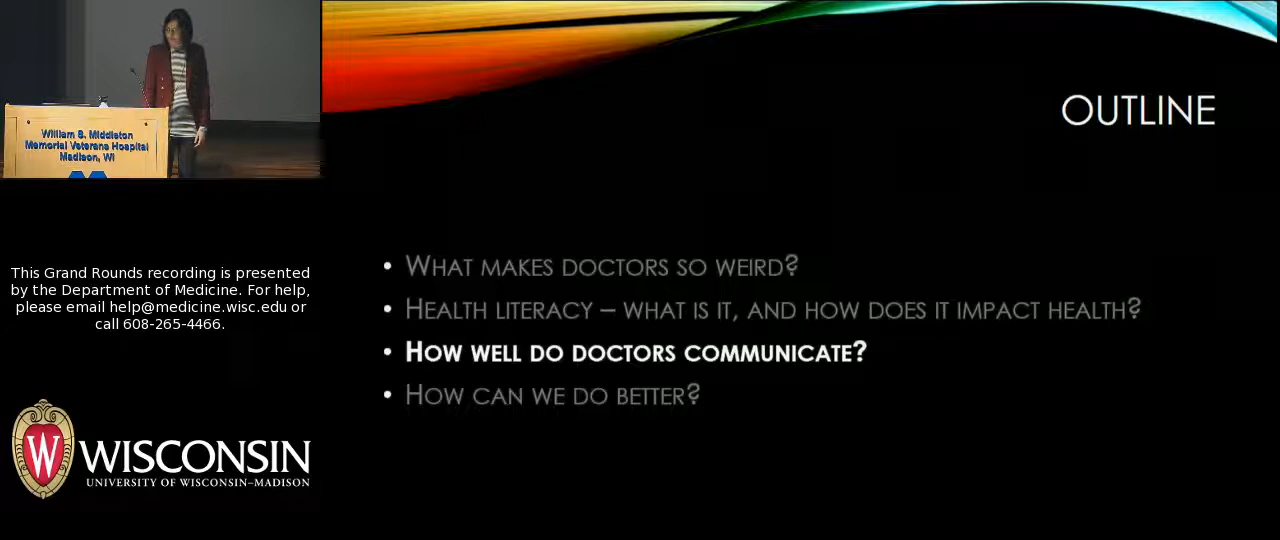 William S. Middleton
Memorial Veterans Hospital
Madison, WI
This Grand Rounds recording is presented
by the Department of Medicine. For help,
please email help@medicine.wisc.edu or
call 608-265-4466.
W WISCONSIN
UNIVERSITY OF WISCONSIN–MADISON
OUTLINE
• WHAT MAKES DOCTORS SO WEIRD?
• HEALTH LITERACY – WHAT IS IT, AND HOW DOES IT IMPACT HEALTH?
• HOW WELL DO DOCTORS COMMUNICATE?
• HOW CAN WE DO BETTER?